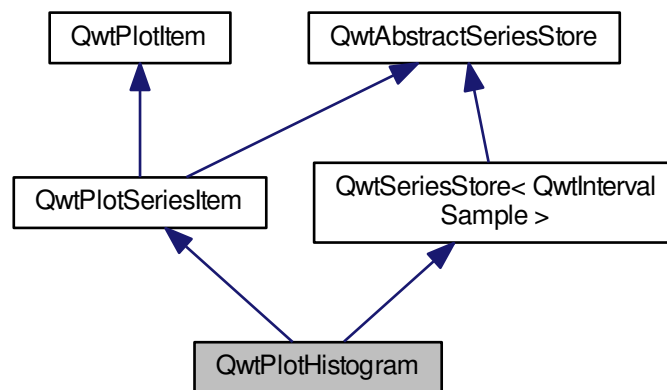 QwtPlotItem
QwtAbstractSeriesStore
QwtPlotSeriesItem
QwtSeriesStore< QwtInterval
Sample >
QwtPlotHistogram